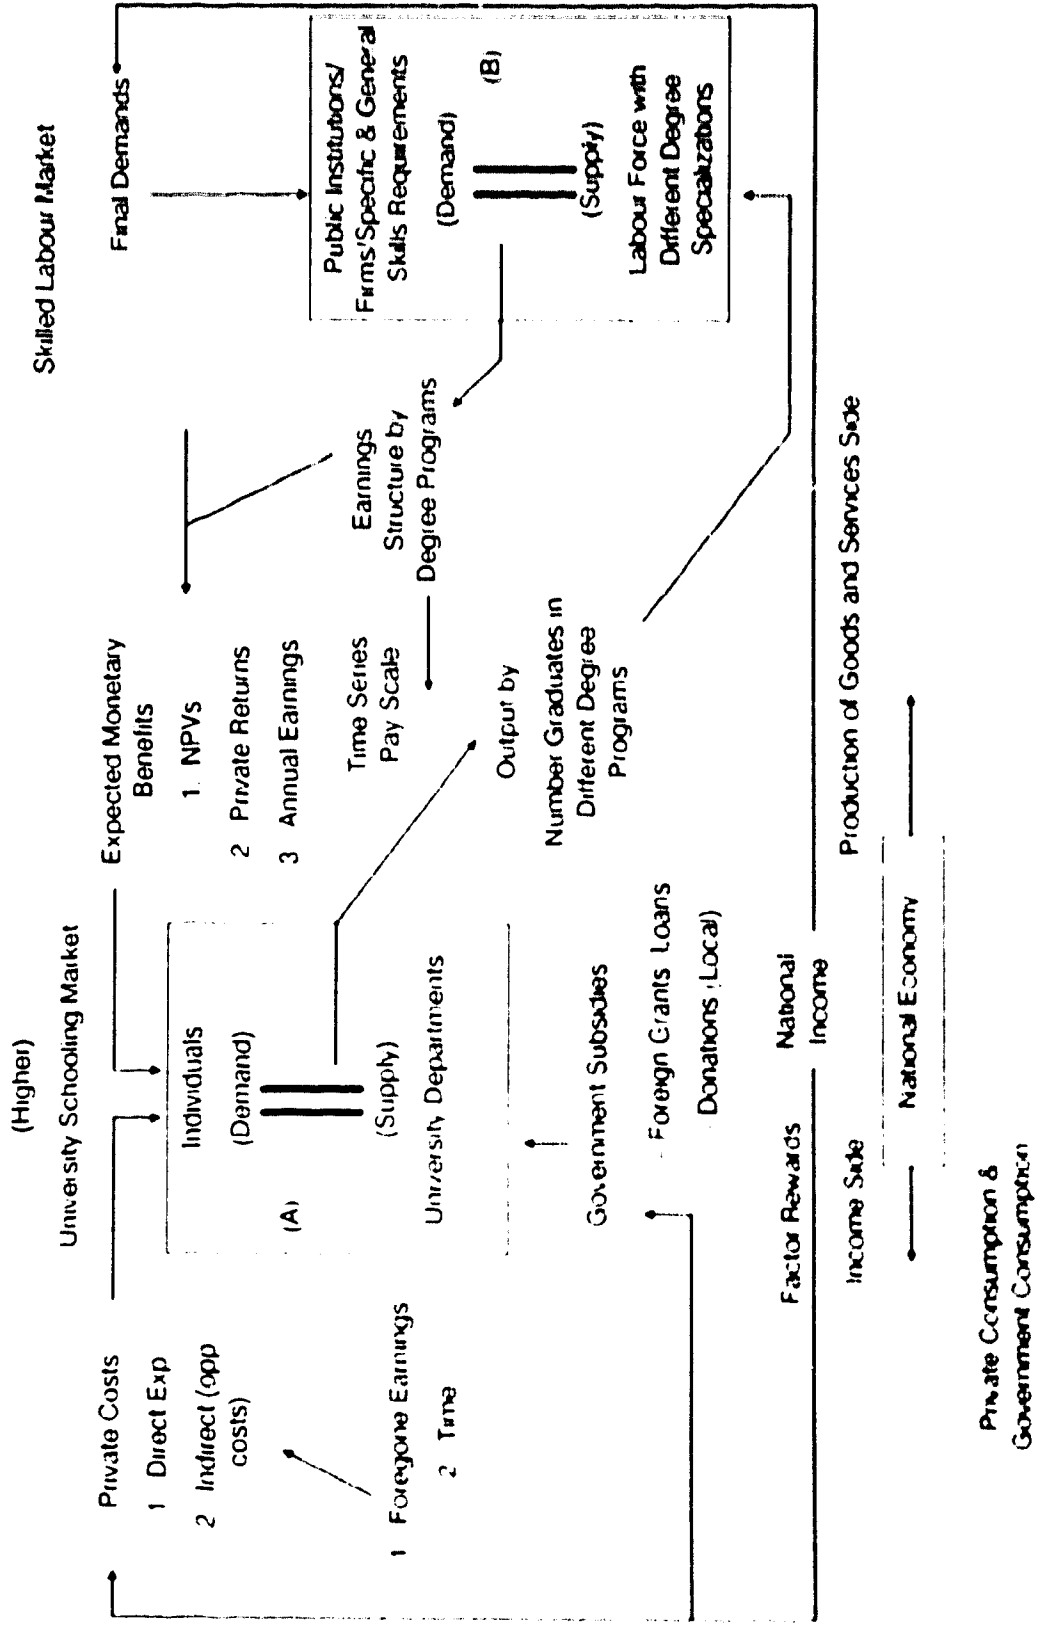 (Higher)
University Schooling Market
Skilled Labour Market
Private Costs
1 Direct Exp
2 Indirect (opp
costs)
1 Foregone Earnings
2 Time
Individuals
(Demand)
(A)
(Supply)
University Departments
Government Subsidies
Foreign Grants Loans
Donations (Local)
Expected Monetary
Benefits
1. NPVs
2 Private Returns
3 Annual Earnings
Time Series
Pay Scale
Earnings
Structure by
Degree Programs
Output by
Number Graduates in
Different Degree
Programs
Final Demands
Public Institutions/
Firms'Specific & General
Skills Requirements
(Demand)
(B)
(Supply)
Labour Force with
Different Degree
Specializations
Factor Rewards
National
Income
Income Side
Production of Goods and Services Side
National Economy
Private Consumption &
Government Consumption